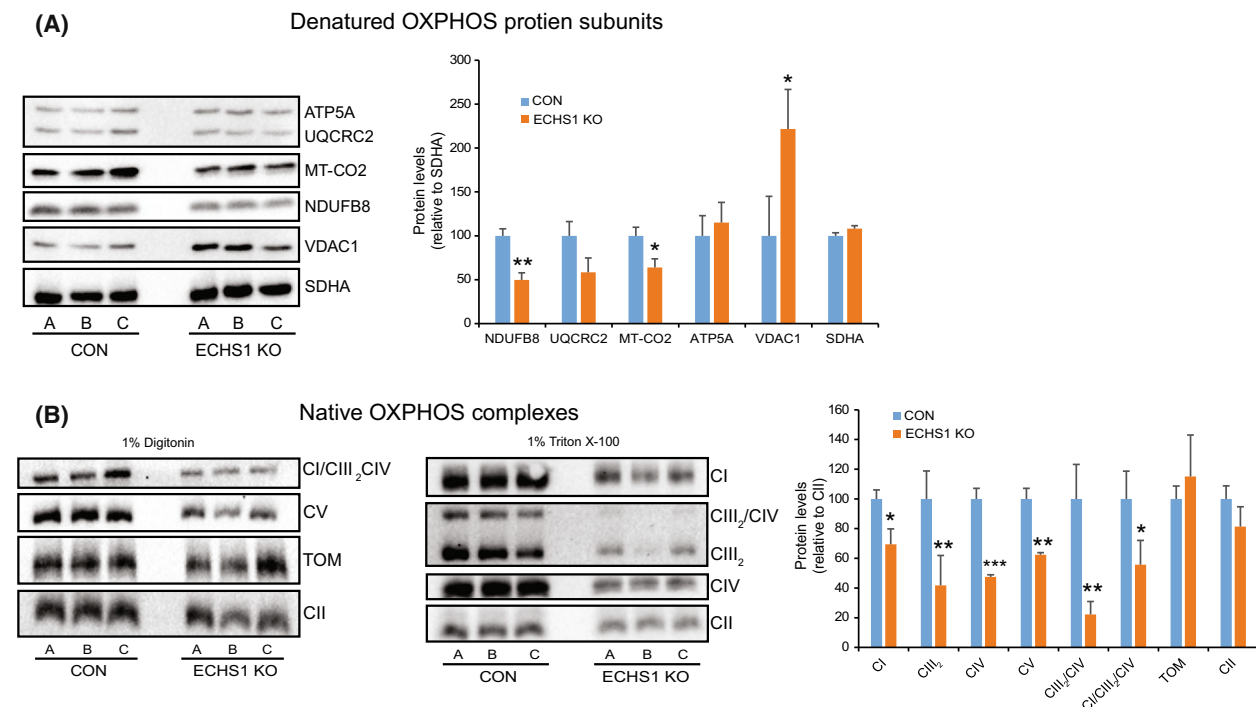 (A)
Denatured OXPHOS protien subunits
ATP5A
UQCRC2
MT-CO2
NDUFB8
VDAC1
SDHA
A B C A B C
CON ECHS1 KO
Protein levels
(relative to SDHA)
300
250
200
150
100
50
0
CON
ECHS1 KO
**
*
*
NDUFB8 UQCRC2 MT-CO2 ATP5A VDAC1 SDHA
(B)
Native OXPHOS complexes
1% Digitonin
CI/CIII₂CIV
CV
TOM
CII
A B C A B C
CON ECHS1 KO
1% Triton X-100
CI
CIII₂/CIV
CIII₂
CIV
CII
A B C A B C
CON ECHS1 KO
Protein levels
(relative to CII)
160
140
120
100
80
60
40
20
0
CON
ECHS1 KO
*
**
***
**
**
*
CI CIII₂ CIV CV CIII₂/CIV CI/CIII₂/CIV TOM CII